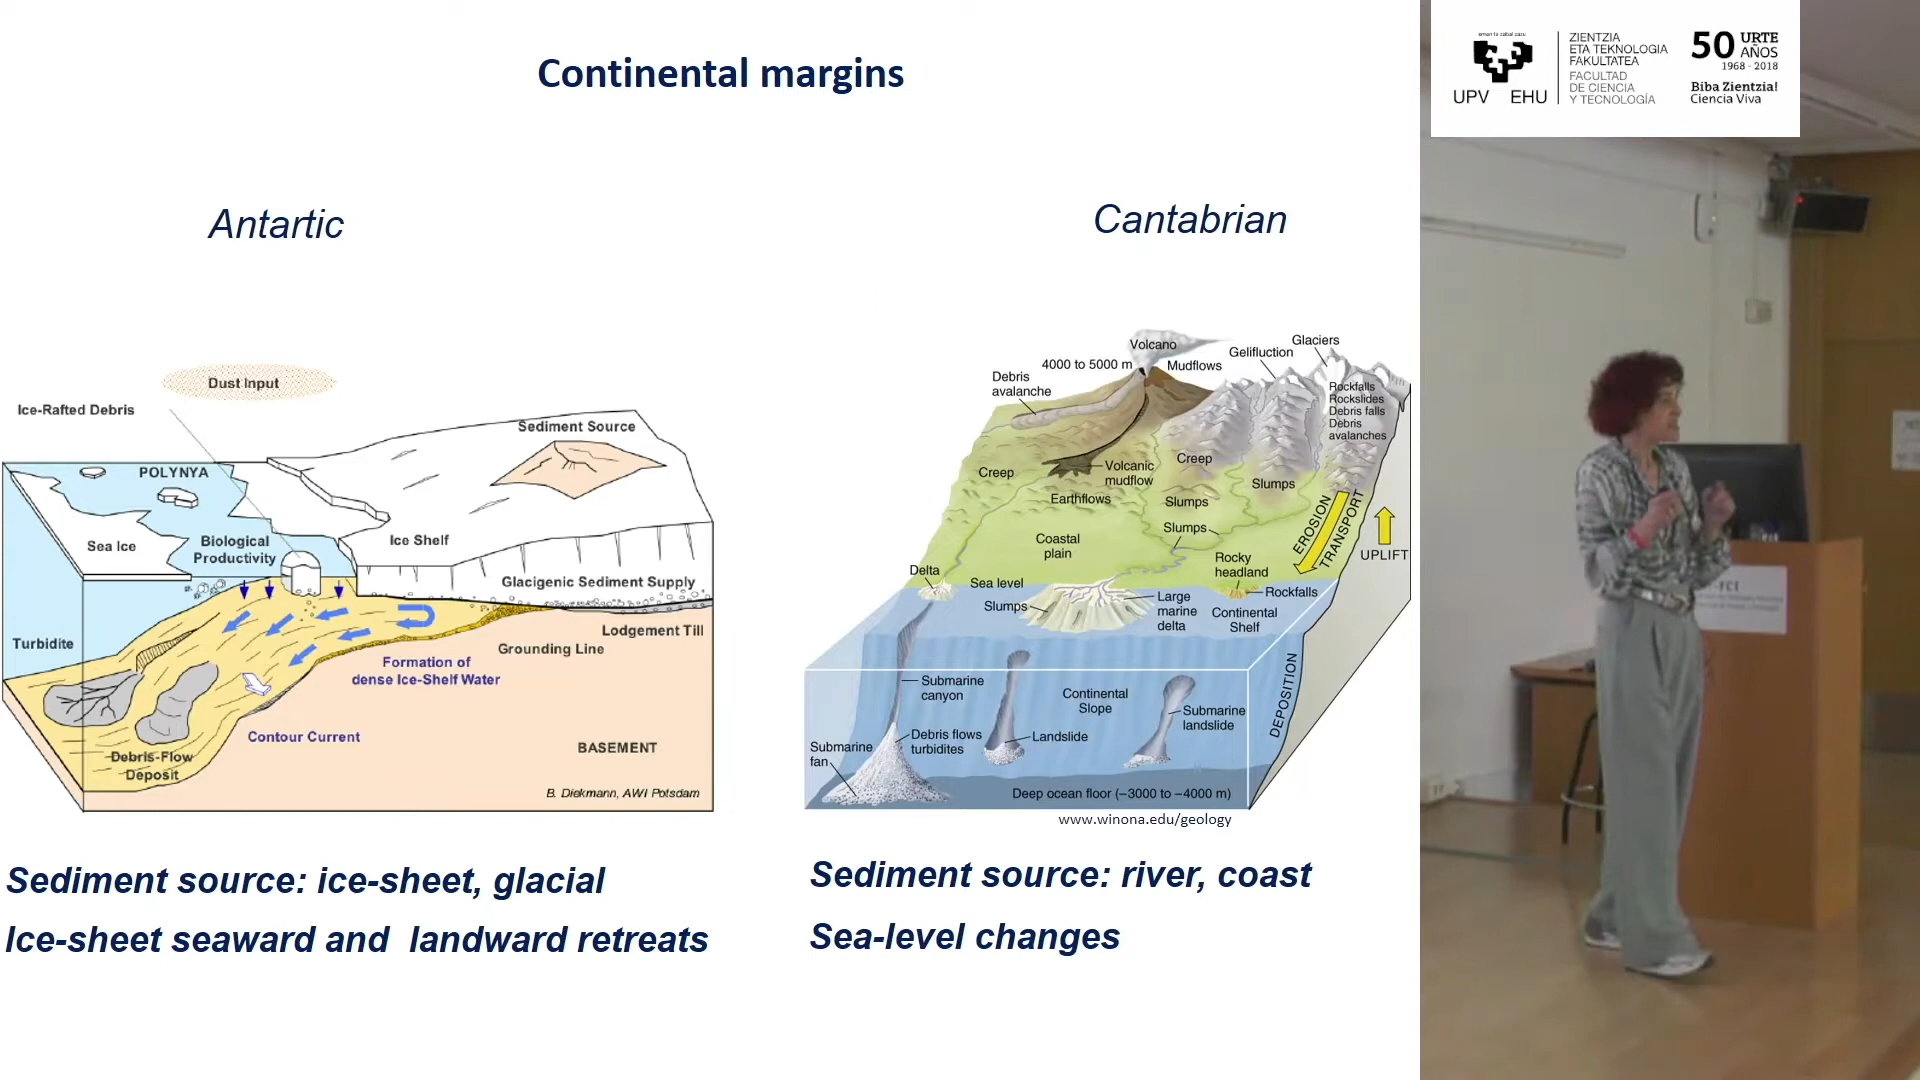 Continental margins
Antartic
Dust Input
Ice-Rafted Debris
Sediment Source
POLYNYA
Sea Ice
Biological
Productivity
Ice Shelf
Glacigenic Sediment Supply
Turbidite
Lodgement Till
Grounding Line
Formation of
dense Ice-Shelf Water
Contour Current
BASEMENT
Debris-Flow
Deposit
B. Diekmann, AWI Potsdam
Sediment source: ice-sheet, glacial
Ice-sheet seaward and landward retreats
Cantabrian
Volcano
Glaciers
Gelifluction
4000 to 5000 m
Mudflows
Debris
avalanche
Rockfalls
Rockslides
Debris falls
Debris
avalanches
Creep
Volcanic
mudflow
Creep
Earthflows
Slumps
Slumps
Slumps
EROSION
TRANSPORT
UPLIFT
Coastal
plain
Rocky
headland
Delta
Sea level
Rockfalls
Slumps
Large
marine
delta
Continental
Shelf
Submarine
canyon
Continental
Slope
DEPOSITION
Submarine
landslide
Debris flows
turbidites
Landslide
Submarine
fan
Deep ocean floor (−3000 to −4000 m)
www.winona.edu/geology
Sediment source: river, coast
Sea-level changes
eman ta zabal zazu
UPV EHU
ZIENTZIA
ETA TEKNOLOGIA
FAKULTATEA
FACULTAD
DE CIENCIA
Y TECNOLOGÍA
50 URTE
AÑOS
1968 - 2018
Biba Zientzia!
Ciencia Viva